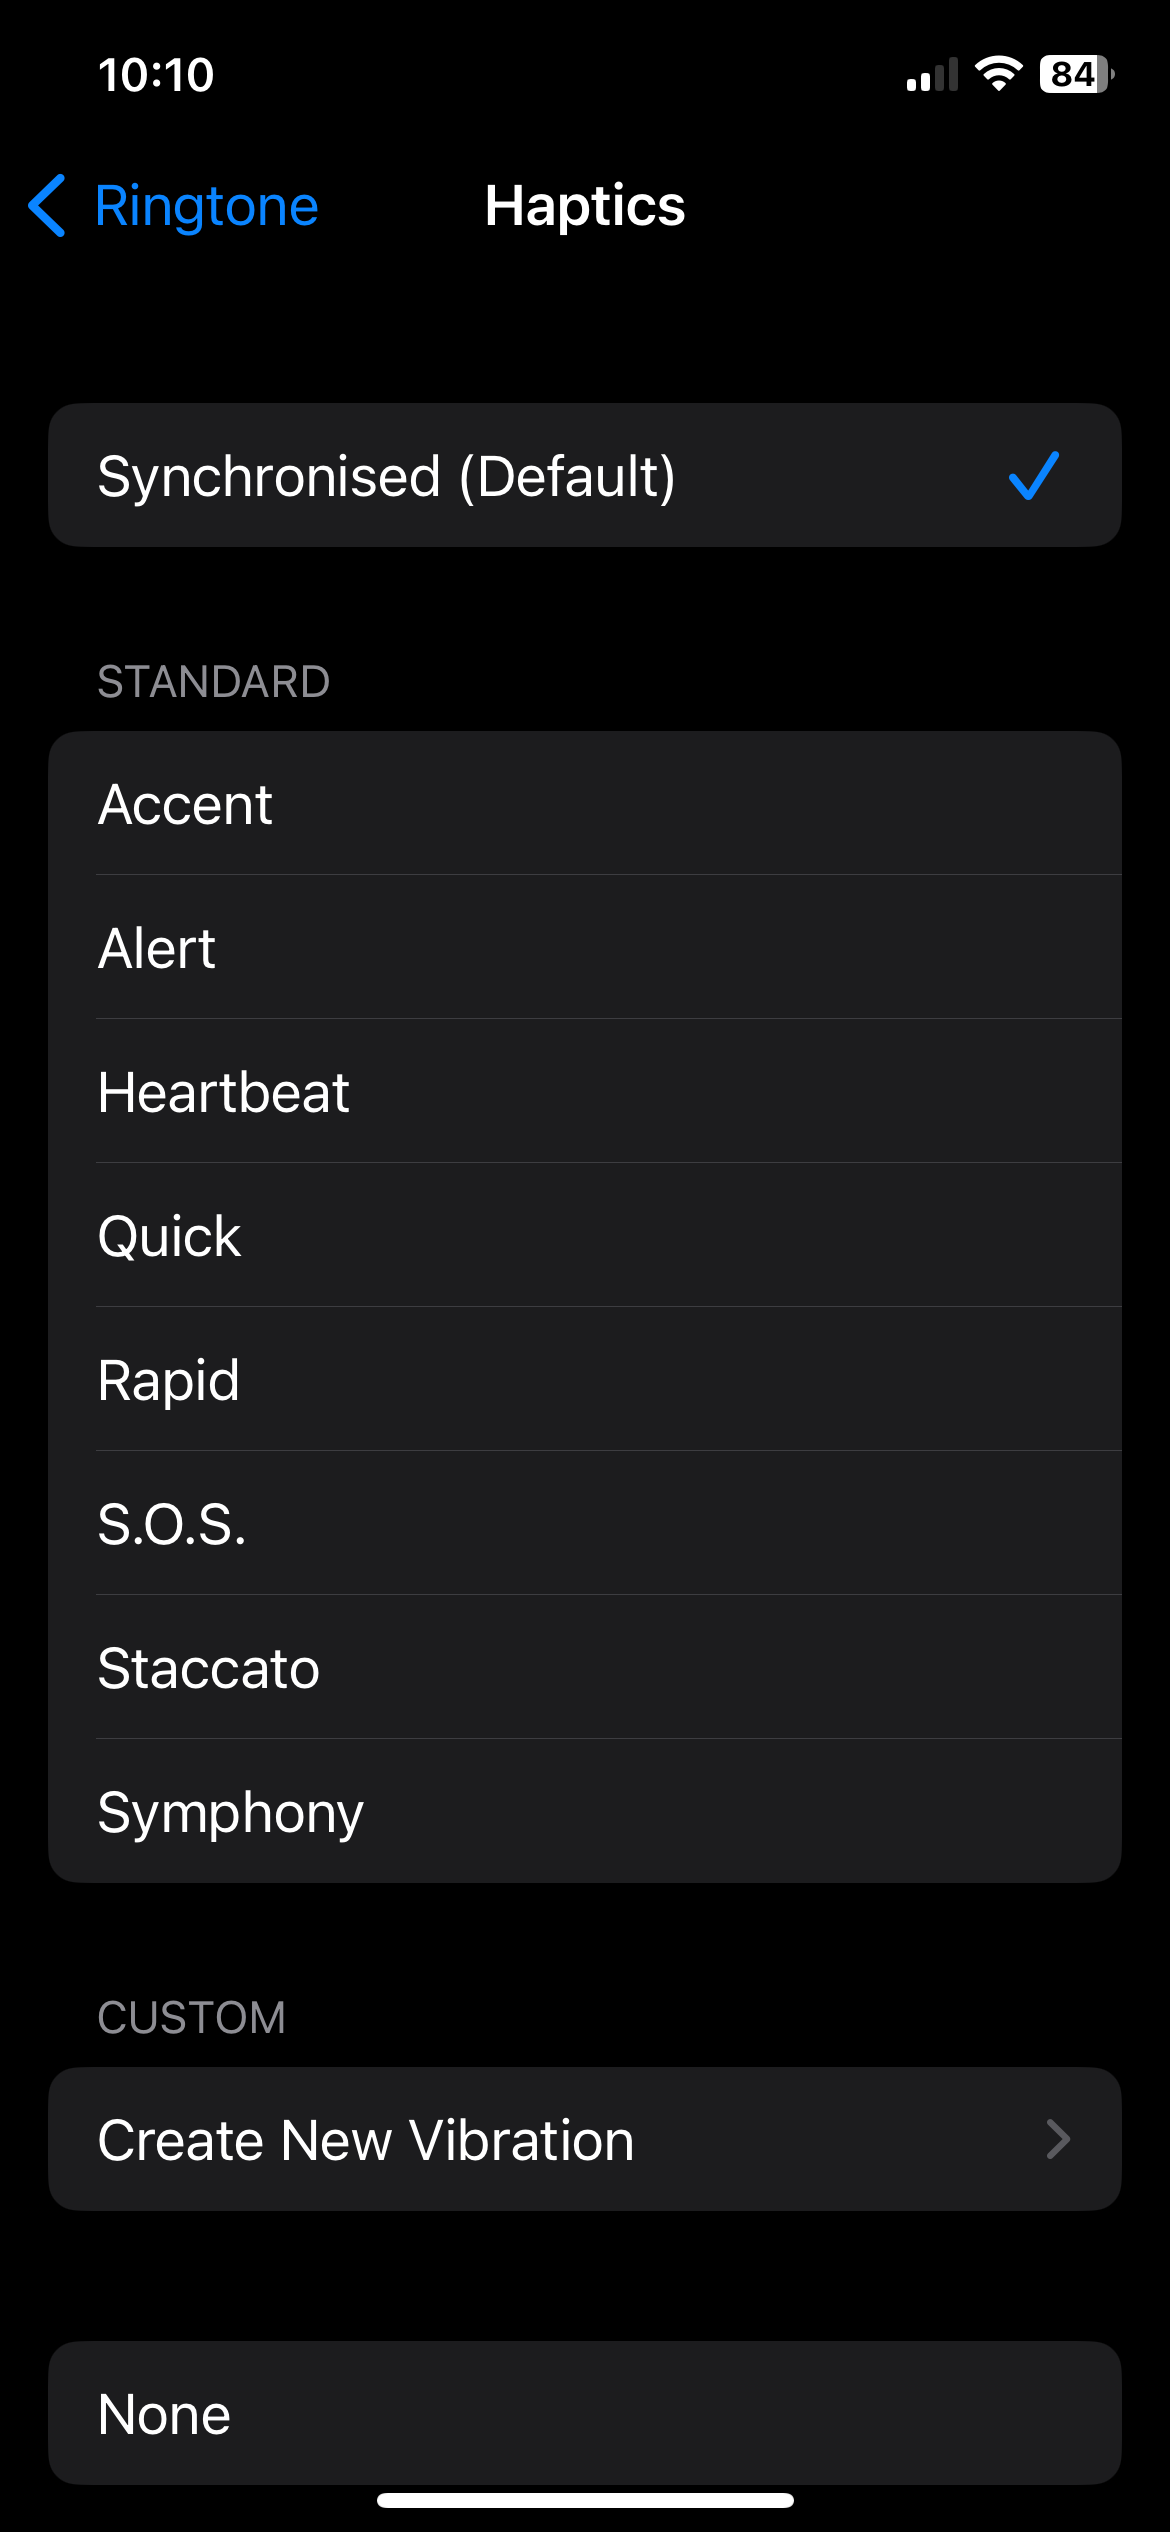 10:10
84
Ringtone
Haptics
Synchronised (Default)
STANDARD
Accent
Alert
Heartbeat
Quick
Rapid
S.O.S.
Staccato
Symphony
CUSTOM
Create New Vibration
None